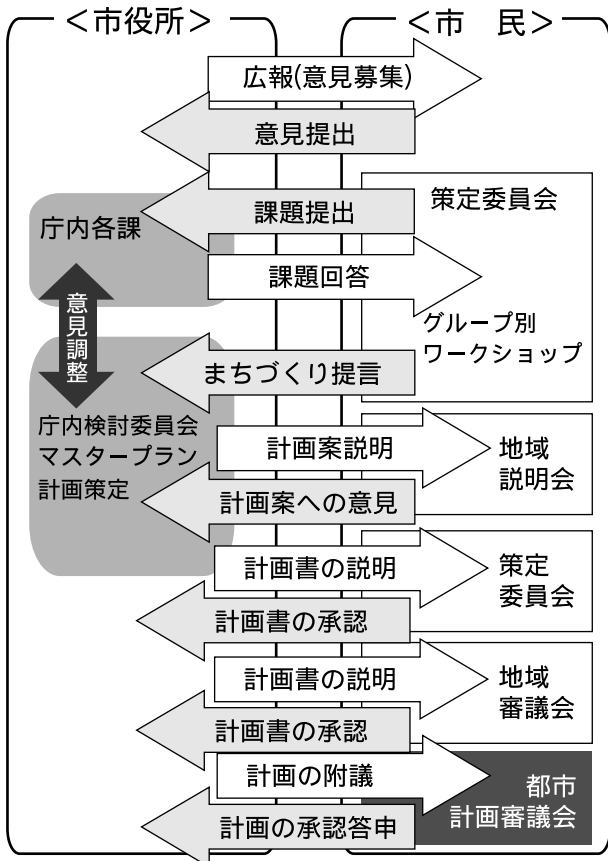 ＜市役所＞
＜市　民＞
広報(意見募集)
意見提出
課題提出
策定委員会
庁内各課
課題回答
意見調整
グループ別
ワークショップ
まちづくり提言
庁内検討委員会
マスタープラン
計画策定
計画案説明
地域
説明会
計画案への意見
計画書の説明
策定
委員会
計画書の承認
計画書の説明
地域
審議会
計画書の承認
計画の附議
都市
計画審議会
計画の承認答申